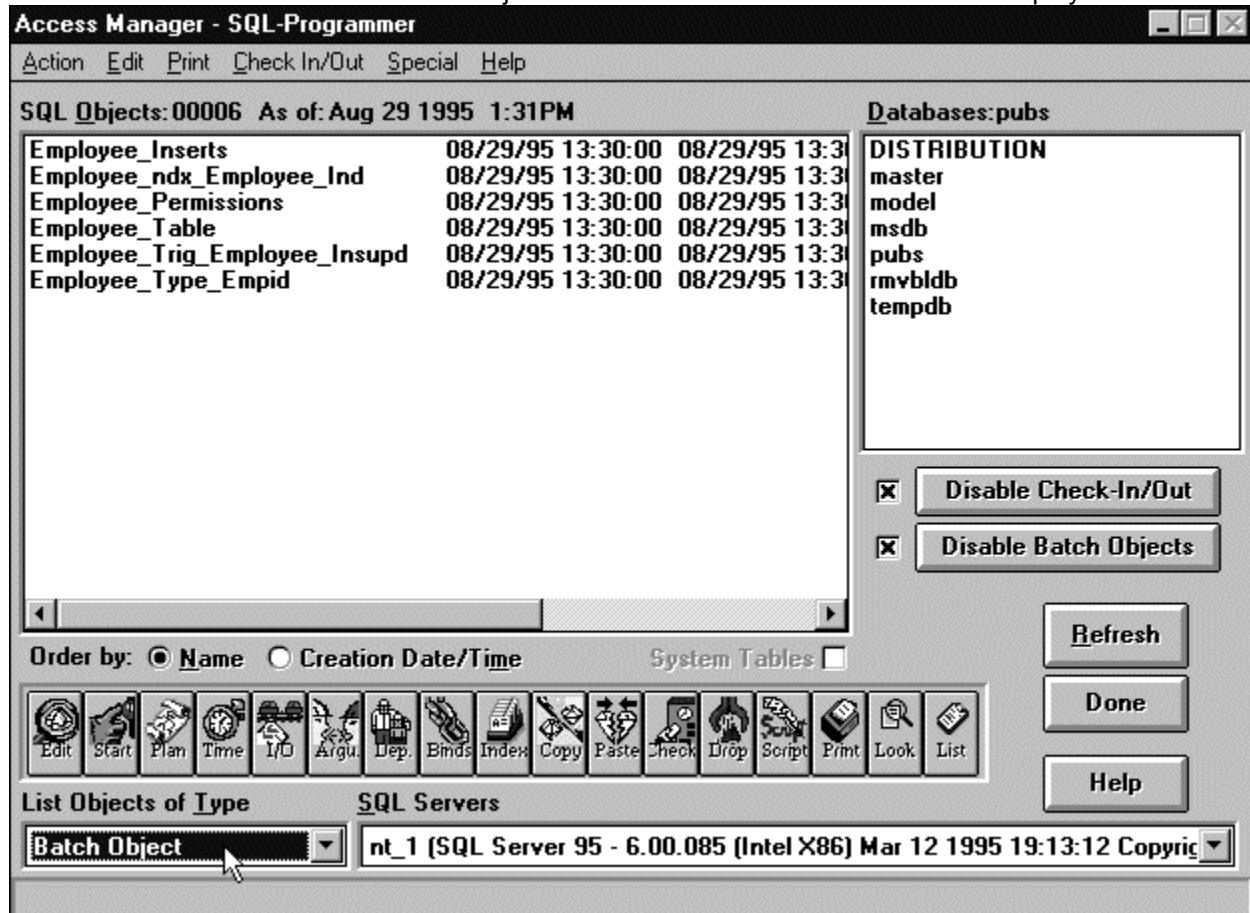 Access Manager - SQL-Programmer
Action Edit Print Check In/Out Special Help
SQL Objects:00006 As of:Aug 29 1995 1:31PM
Databases:pubs
Employee_Inserts 08/29/95 13:30:00 08/29/95 13:3
Employee_ndx_Employee_Ind 08/29/95 13:30:00 08/29/95 13:3
Employee_Permissions 08/29/95 13:30:00 08/29/95 13:3
Employee_Table 08/29/95 13:30:00 08/29/95 13:3
Employee_Trig_Employee_Insupd 08/29/95 13:30:00 08/29/95 13:3
Employee_Type_Empid 08/29/95 13:30:00 08/29/95 13:3
DISTRIBUTION
master
model
msdb
pubs
rmvbldb
tempdb
Disable Check-In/Out
Disable Batch Objects
Refresh
Done
Help
Order by: Name Creation Date/Time System Tables
Edit Start Plan Time I/O Argu. Dep. Binds Index Copy Paste Check Drop Script Print Look List
List Objects of Type
SQL Servers
Batch Object
nt_1 (SQL Server 95 - 6.00.085 (Intel X86) Mar 12 1995 19:13:12 Copyrig